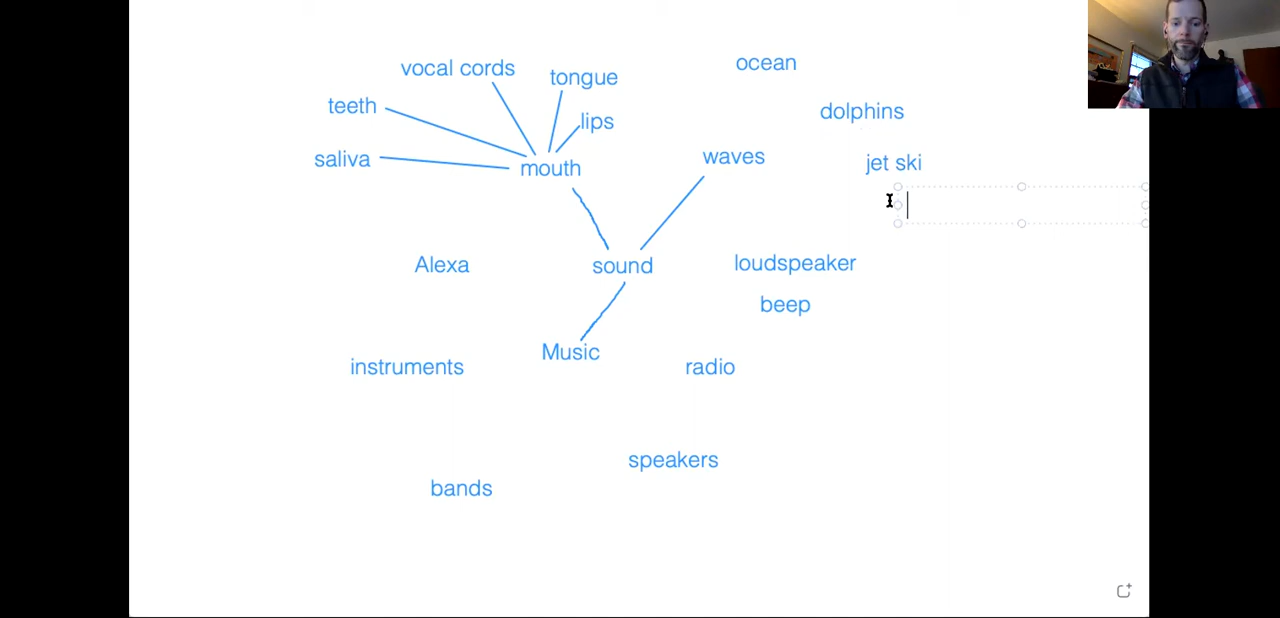 ocean
vocal cords
tongue
teeth
dolphins
lips
saliva
mouth
waves
jet ski
Alexa
sound
loudspeaker
beep
Music
instruments
radio
speakers
bands